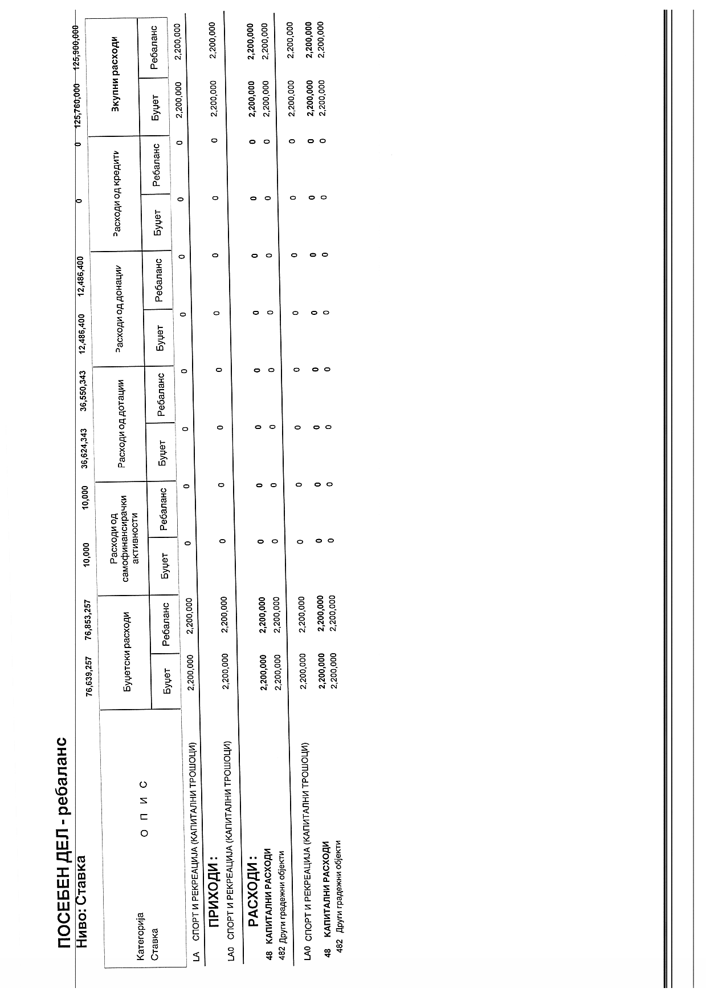 ПОСЕБЕН ДЕЛ - ребаланс
Ниво: Ставка
76,639,257 76,853,257 10,000 10,000 36,624,343 36,550,343 12,486,400 12,486,400 0 0 125,760,000 125,900,000
Категорија
Ставка
О П И С
Буџетски расходи
Расходи од
самофинансирачки
активности
Расходи од дотации
Расходи од донации
Расходи од кредити
Вкупни расходи
Буџет Ребаланс Буџет Ребаланс Буџет Ребаланс Буџет Ребаланс Буџет Ребаланс Буџет Ребаланс
LA СПОРТ И РЕКРЕАЦИЈА (КАПИТАЛНИ ТРОШОЦИ) 2,200,000 2,200,000 0 0 0 0 0 0 0 0 2,200,000 2,200,000
ПРИХОДИ :
LA0 СПОРТ И РЕКРЕАЦИЈА (КАПИТАЛНИ ТРОШОЦИ) 2,200,000 2,200,000 0 0 0 0 0 0 0 0 2,200,000 2,200,000
РАСХОДИ :
48 КАПИТАЛНИ РАСХОДИ 2,200,000 2,200,000 0 0 0 0 0 0 0 0 2,200,000 2,200,000
482 Други градежни објекти 2,200,000 2,200,000 0 0 0 0 0 0 0 0 2,200,000 2,200,000
LA0 СПОРТ И РЕКРЕАЦИЈА (КАПИТАЛНИ ТРОШОЦИ) 2,200,000 2,200,000 0 0 0 0 0 0 0 0 2,200,000 2,200,000
48 КАПИТАЛНИ РАСХОДИ 2,200,000 2,200,000 0 0 0 0 0 0 0 0 2,200,000 2,200,000
482 Други градежни објекти 2,200,000 2,200,000 0 0 0 0 0 0 0 0 2,200,000 2,200,000